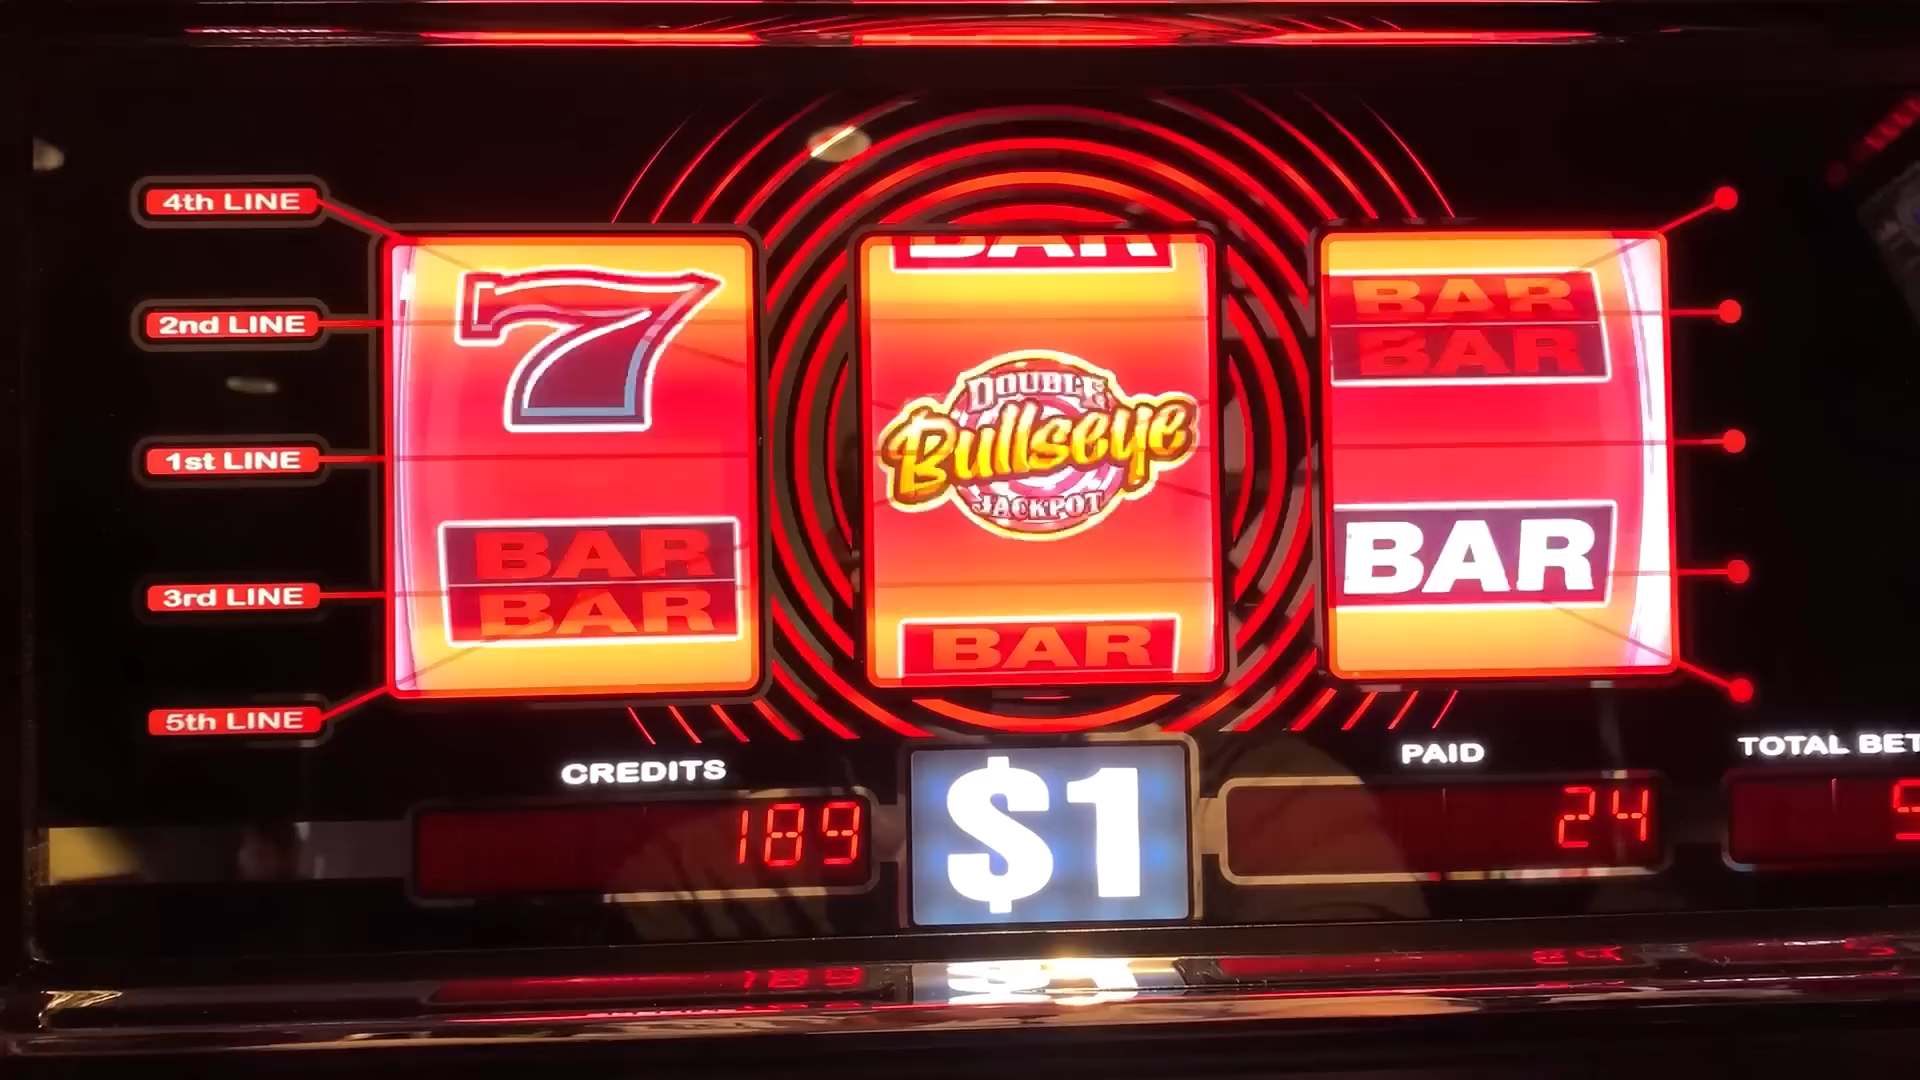 4th LINE
BAR
7
BAR
BAR
2nd LINE
DOUBLE
Bullseye
JACKPOT
1st LINE
BAR
BAR
BAR
3rd LINE
BAR
5th LINE
CREDITS
PAID
TOTAL BET
189
$1
24